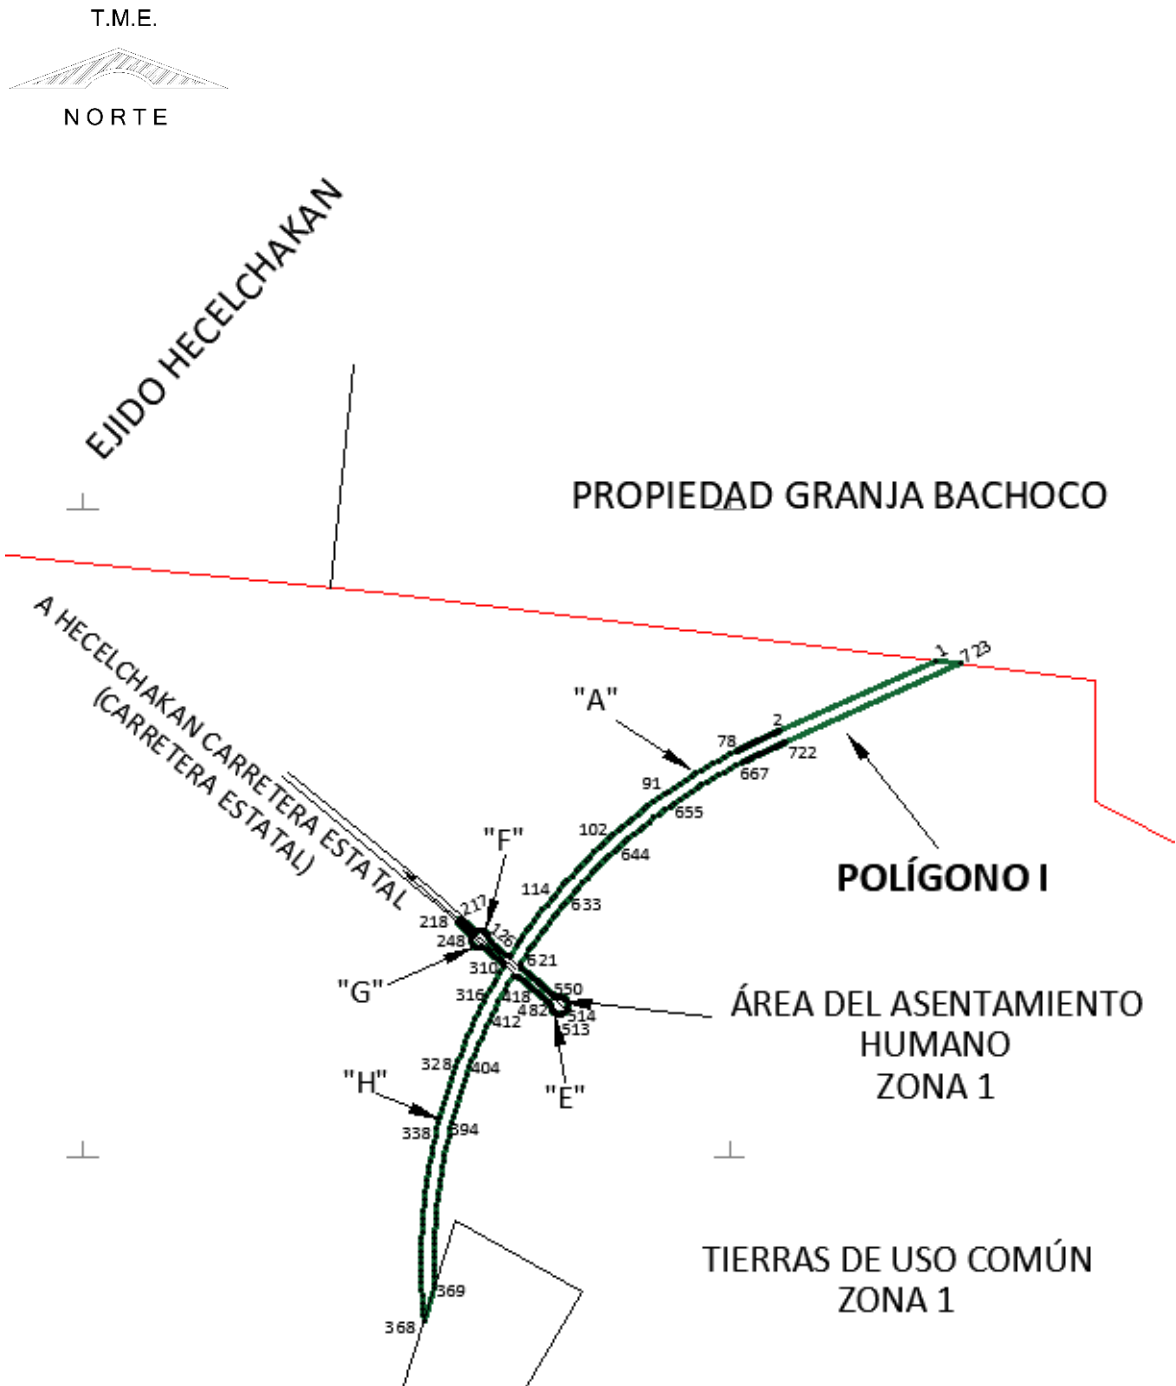 T.M.E.
NORTE
EJIDO HECELCHAKAN
PROPIEDAD GRANJA BACHOCO
A HECELCHAKAN CARRETERA ESTATAL
(CARRETERA ESTATAL)
1
723
"A"
2
78
722
667
91
655
102
644
"F"
POLÍGONO I
114
633
217
218
126
248
621
310
"G"
550
316
418
482
514
412
513
ÁREA DEL ASENTAMIENTO
HUMANO
ZONA 1
328
404
"H"
"E"
338
394
TIERRAS DE USO COMÚN
ZONA 1
369
368